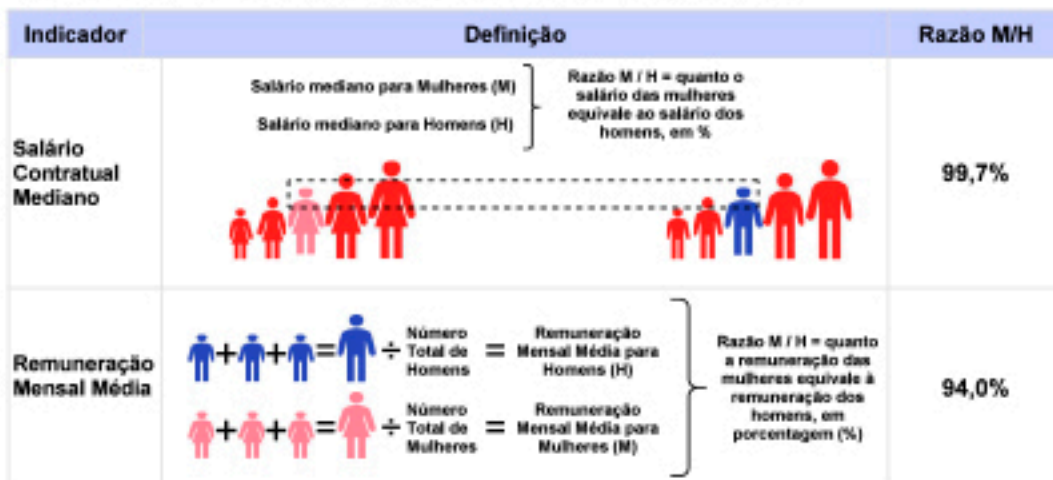 Indicador
Definição
Razão M/H
Salário
Contratual
Mediano
Salário mediano para Mulheres (M)
Salário mediano para Homens (H)
Razão M / H = quanto o
salário das mulheres
equivale ao salário dos
homens, em %
99,7%
Remuneração
Mensal Média
+ + = ÷
Número
Total de
Homens
=
Remuneração
Mensal Média para
Homens (H)
+ + = ÷
Número
Total de
Mulheres
=
Remuneração
Mensal Média para
Mulheres (M)
Razão M / H = quanto
a remuneração das
mulheres equivale à
remuneração dos
homens, em
porcentagem (%)
94,0%